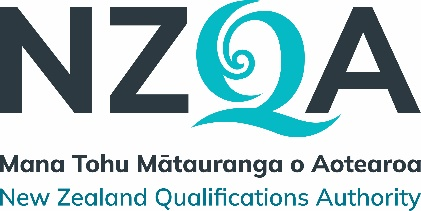 NZQA
Mana Tohu Mātauranga o Aotearoa
New Zealand Qualifications Authority